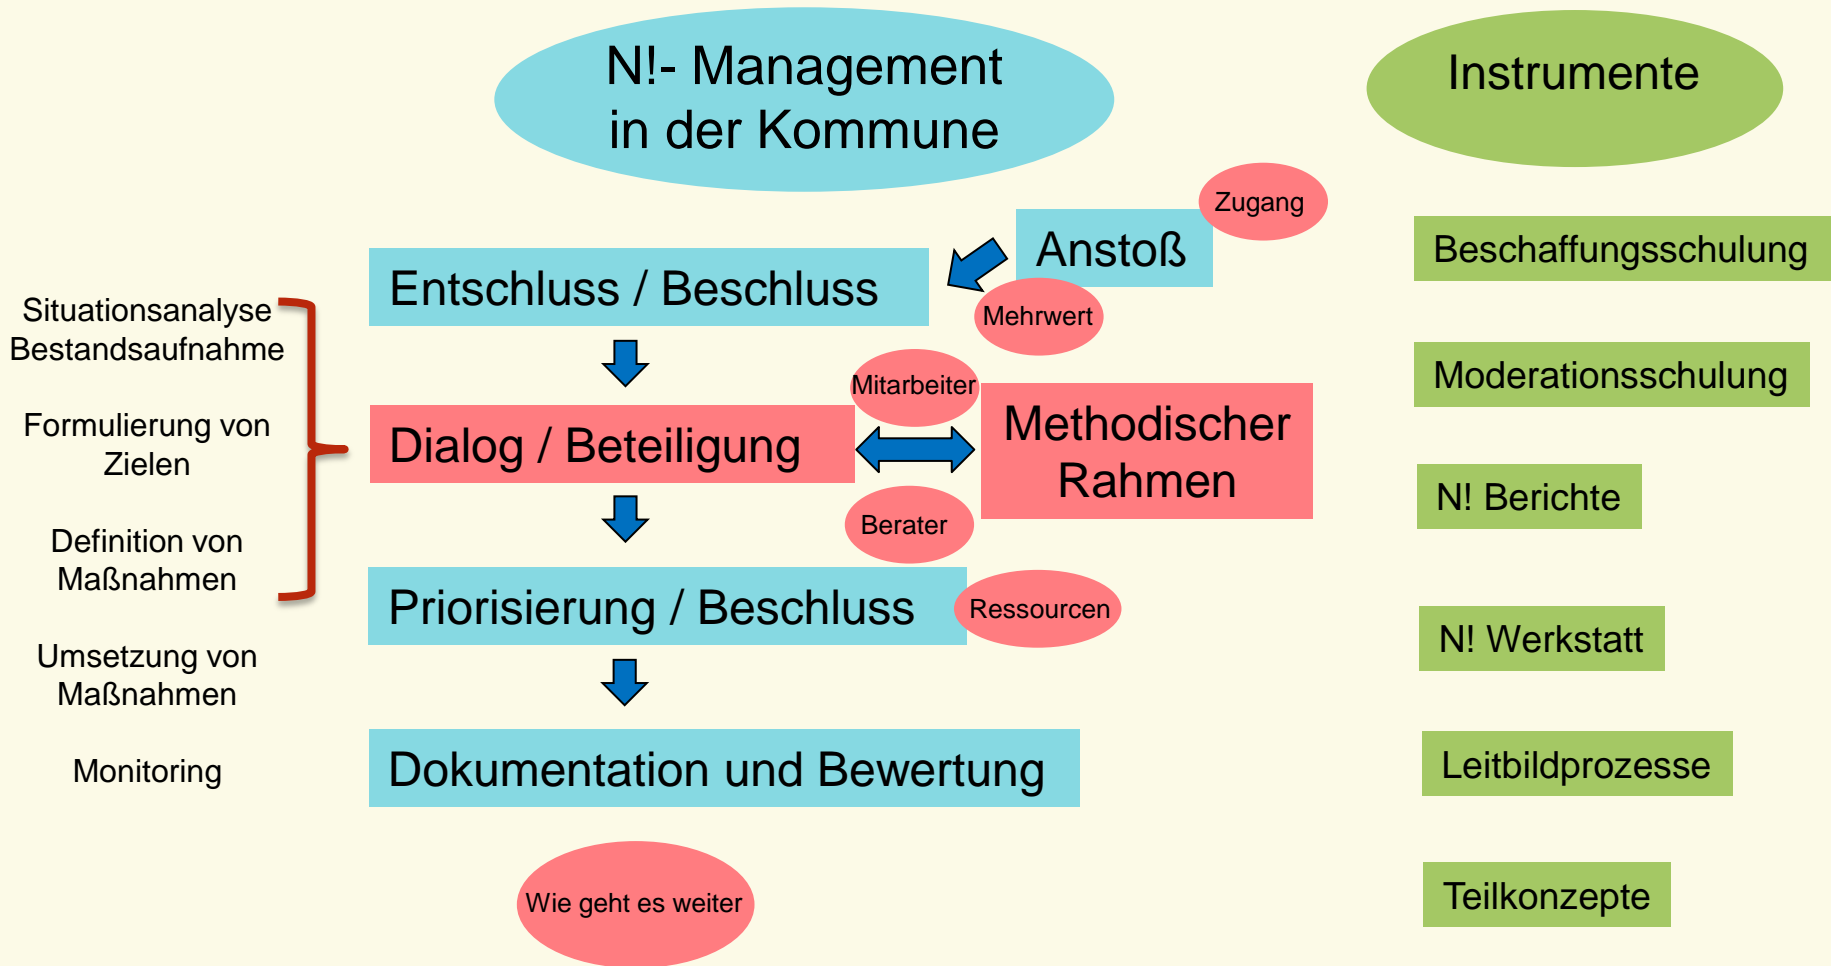 N!- Management
in der Kommune
Instrumente
Zugang
Anstoß
Mehrwert
Entschluss / Beschluss
Situationsanalyse
Bestandsaufnahme
Formulierung von
Zielen
Definition von
Maßnahmen
Umsetzung von
Maßnahmen
Monitoring
Dialog / Beteiligung
Mitarbeiter
Berater
Methodischer
Rahmen
Priorisierung / Beschluss
Ressourcen
Dokumentation und Bewertung
Wie geht es weiter
Beschaffungsschulung
Moderationsschulung
N! Berichte
N! Werkstatt
Leitbildprozesse
Teilkonzepte